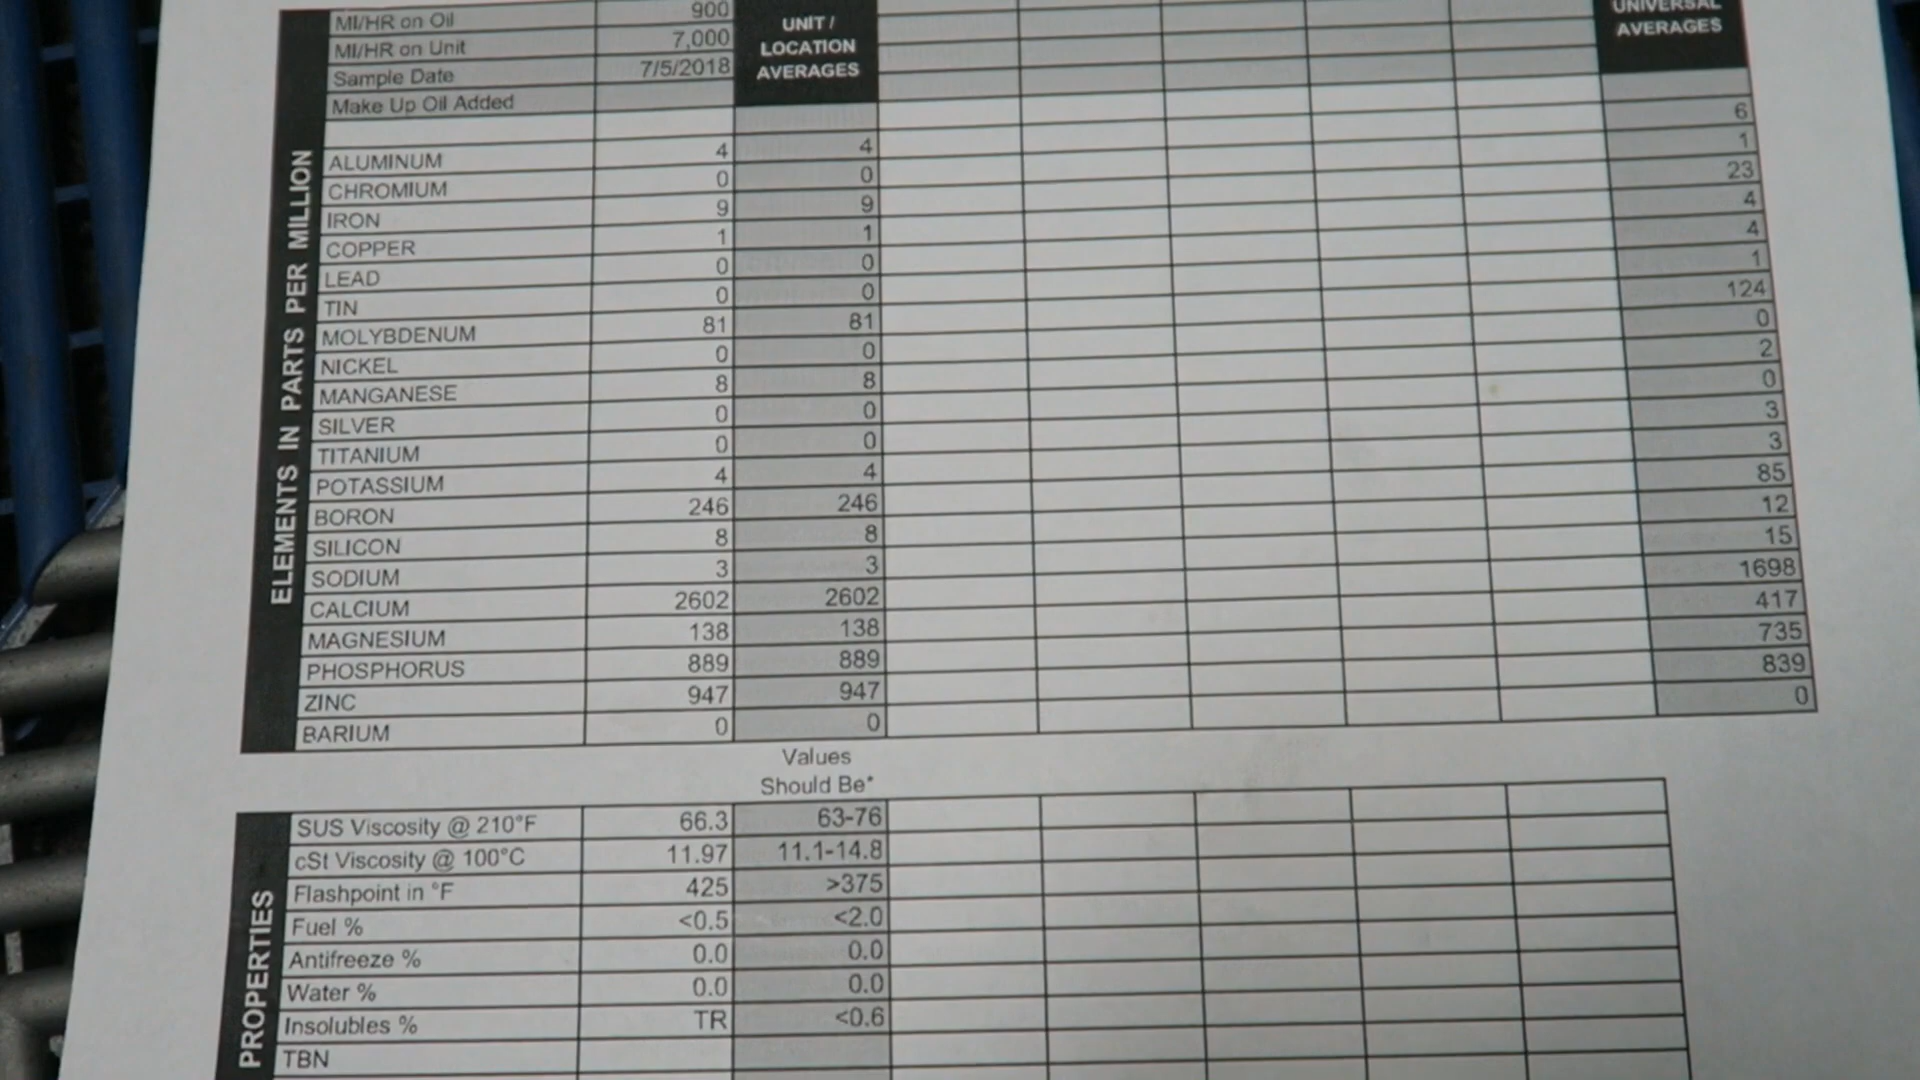 MI/HR on Oil 900 UNIT / UNIVERSAL
MI/HR on Unit 7,000 LOCATION AVERAGES
Sample Date 7/5/2018 AVERAGES
Make Up Oil Added
ELEMENTS IN PARTS PER MILLION
ALUMINUM 4 4 6
CHROMIUM 0 0 1
IRON 9 9 23
COPPER 1 1 4
LEAD 0 0 4
TIN 0 0 1
MOLYBDENUM 81 81 124
NICKEL 0 0 0
MANGANESE 8 8 2
SILVER 0 0 0
TITANIUM 0 0 3
POTASSIUM 4 4 3
BORON 246 246 85
SILICON 8 8 12
SODIUM 3 3 15
CALCIUM 2602 2602 1698
MAGNESIUM 138 138 417
PHOSPHORUS 889 889 735
ZINC 947 947 839
BARIUM 0 0 0
Values
Should Be*
PROPERTIES
SUS Viscosity @ 210°F 66.3 63-76
cSt Viscosity @ 100°C 11.97 11.1-14.8
Flashpoint in °F 425 >375
Fuel % <0.5 <2.0
Antifreeze % 0.0 0.0
Water % 0.0 0.0
Insolubles % TR <0.6
TBN